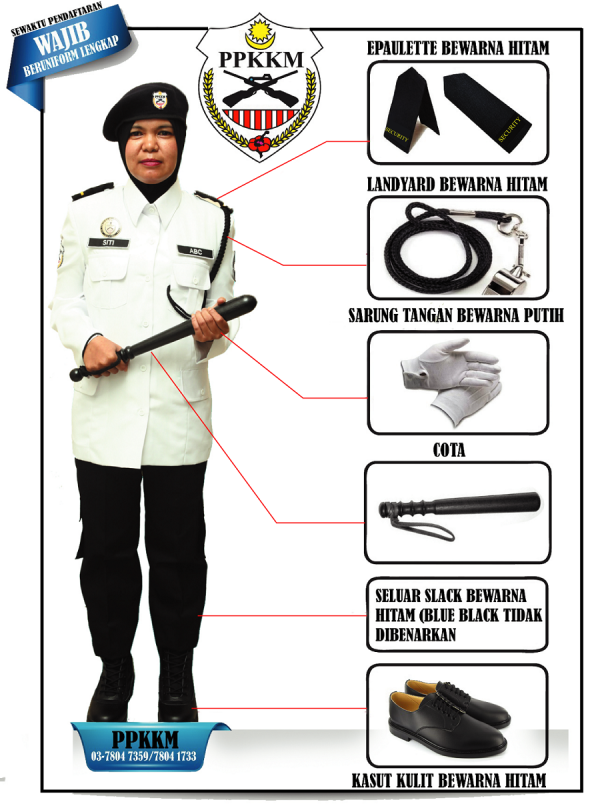 SEWAKTU PENDAFTARAN
WAJIB
BERUNIFORM LENGKAP
PPKKM
EPAULETTE BEWARNA HITAM
SECURITY
SECURITY
LANDYARD BEWARNA HITAM
SITI
ABC
SARUNG TANGAN BEWARNA PUTIH
COTA
SELUAR SLACK BEWARNA
HITAM (BLUE BLACK TIDAK
DIBENARKAN
PPKKM
03-7804 7359/7804 1733
KASUT KULIT BEWARNA HITAM